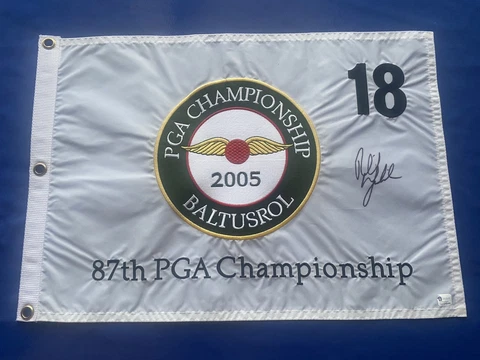 18
PGA CHAMPIONSHIP
2005
BALTUSROL
87th PGA Championship